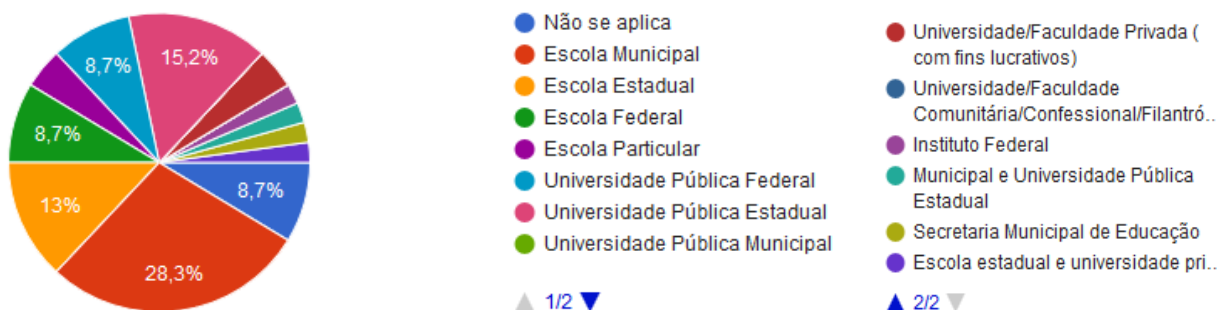 8,7%
15,2%
8,7%
13%
28,3%
8,7%
Não se aplica
Escola Municipal
Escola Estadual
Escola Federal
Escola Particular
Universidade Pública Federal
Universidade Pública Estadual
Universidade Pública Municipal
1/2
Universidade/Faculdade Privada (
com fins lucrativos)
Universidade/Faculdade
Comunitária/Confessional/Filantró..
Instituto Federal
Municipal e Universidade Pública
Estadual
Secretaria Municipal de Educação
Escola estadual e universidade pri..
2/2